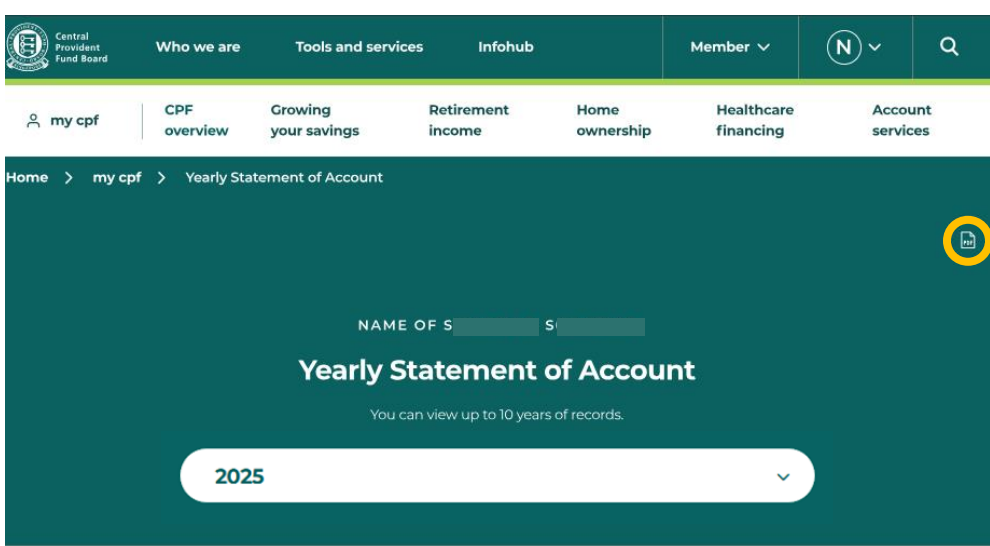 Central
Provident
Fund Board
Who we are
Tools and services
Infohub
Member
N
my cpf
CPF
overview
Growing
your savings
Retirement
income
Home
ownership
Healthcare
financing
Account
services
Home > my cpf > Yearly Statement of Account
PDF
NAME OF S S
Yearly Statement of Account
You can view up to 10 years of records.
2025